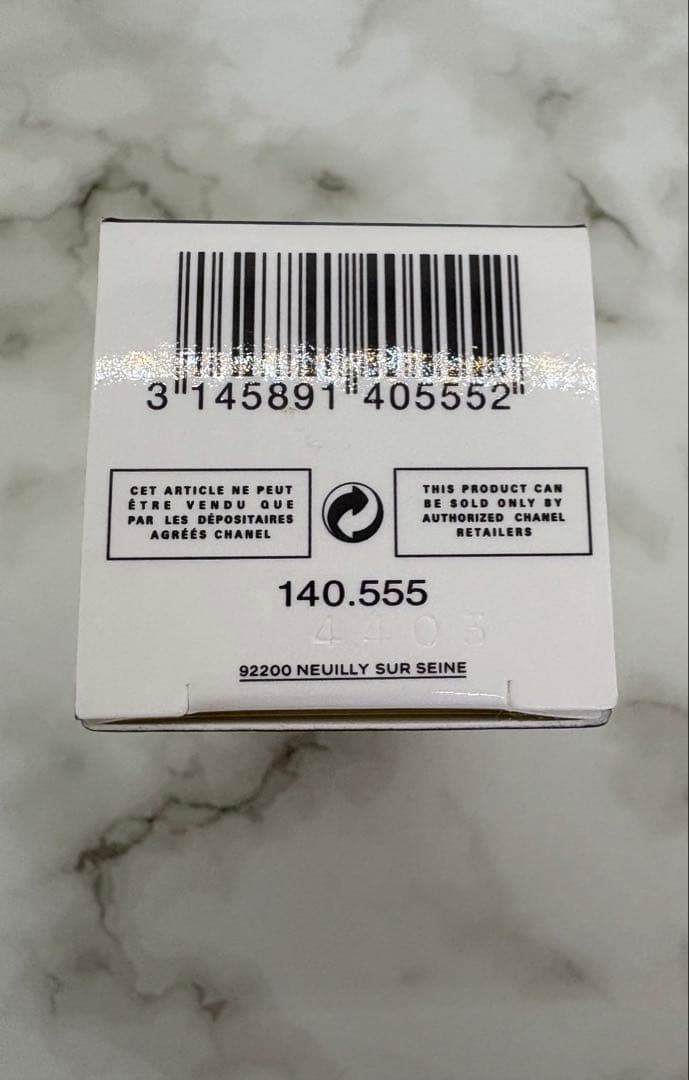 3 145891 405552
CET ARTICLE NE PEUT
ÊTRE VENDU QUE
PAR LES DÉPOSITAIRES
AGRÉÉS CHANEL
THIS PRODUCT CAN
BE SOLD ONLY BY
AUTHORIZED CHANEL
RETAILERS
140.555
4403
92200 NEUILLY SUR SEINE